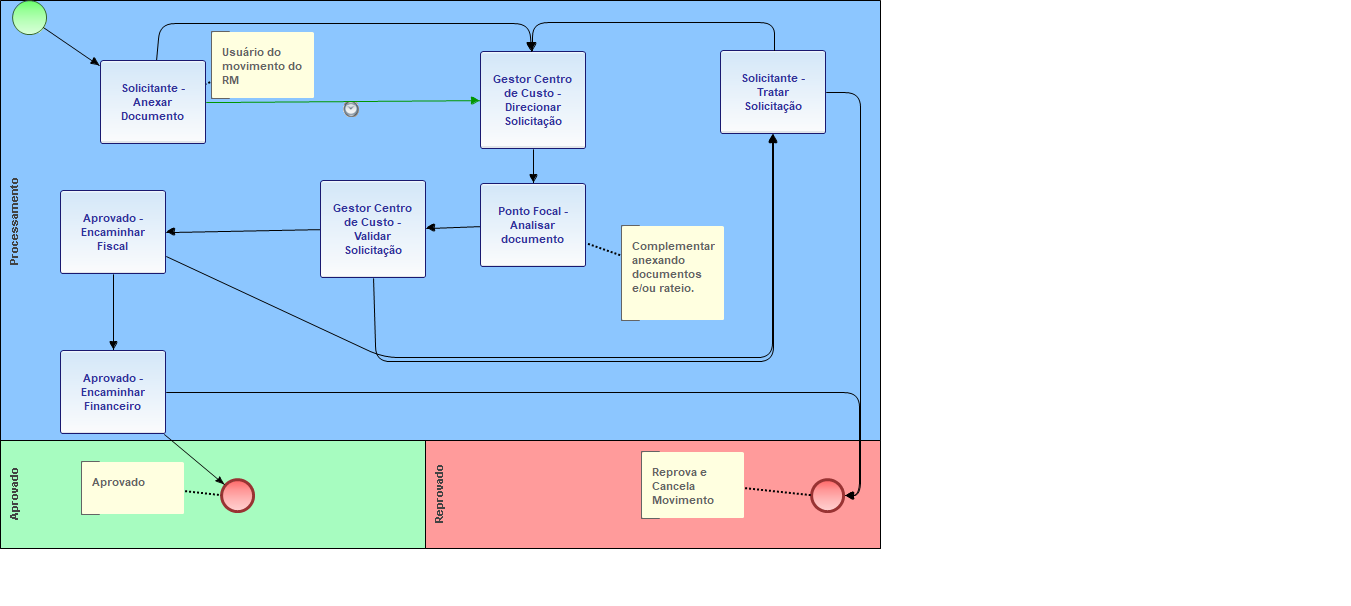 Processamento
Solicitante -
Anexar
Documento
Usuário do
movimento do
RM
Gestor Centro
de Custo -
Direcionar
Solicitação
Solicitante -
Tratar
Solicitação
Aprovado -
Encaminhar
Fiscal
Gestor Centro
de Custo -
Validar
Solicitação
Ponto Focal -
Analisar
documento
Complementar
anexando
documentos
e/ou rateio.
Aprovado -
Encaminhar
Financeiro
Aprovado
Aprovado
Reprovado
Reprova e
Cancela
Movimento